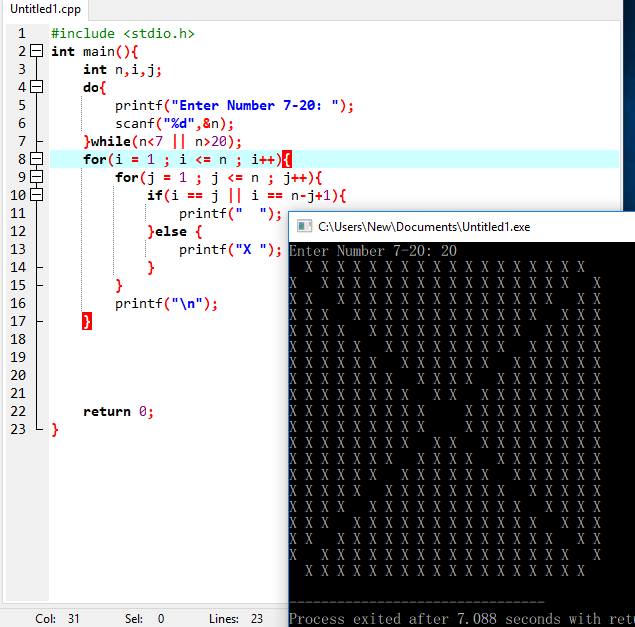 Untitled1.cpp
1 #include <stdio.h>
2 int main(){
3     int n,i,j;
4     do{
5         printf("Enter Number 7-20: ");
6         scanf("%d",&n);
7     }while(n<7 || n>20);
8     for(i = 1 ; i <= n ; i++){
9         for(j = 1 ; j <= n ; j++){
10             if(i == j || i == n-j+1){
11                 printf("  ");
12             }else {
13                 printf("X ");
14             }
15         }
16         printf("\n");
17     }
18
19
20
21
22     return 0;
23 }
C:\Users\New\Documents\Untitled1.exe
Enter Number 7-20: 20
  X X X X X X X X X X X X X X X X X X
X   X X X X X X X X X X X X X X X X   X
X X   X X X X X X X X X X X X X X   X X
X X X   X X X X X X X X X X X X   X X X
X X X X   X X X X X X X X X X   X X X X
X X X X X   X X X X X X X X   X X X X X
X X X X X X   X X X X X X   X X X X X X
X X X X X X X   X X X X   X X X X X X X
X X X X X X X X   X X   X X X X X X X X
X X X X X X X X X     X X X X X X X X X
X X X X X X X X X     X X X X X X X X X
X X X X X X X X   X X   X X X X X X X X
X X X X X X X   X X X X   X X X X X X X
X X X X X X   X X X X X X   X X X X X X
X X X X X   X X X X X X X X   X X X X X
X X X X   X X X X X X X X X X   X X X X
X X X   X X X X X X X X X X X X   X X X
X X   X X X X X X X X X X X X X X   X X
X   X X X X X X X X X X X X X X X X   X
  X X X X X X X X X X X X X X X X X X
--------------------------------
Process exited after 7.088 seconds with retu
Col: 31 Sel: 0 Lines: 23